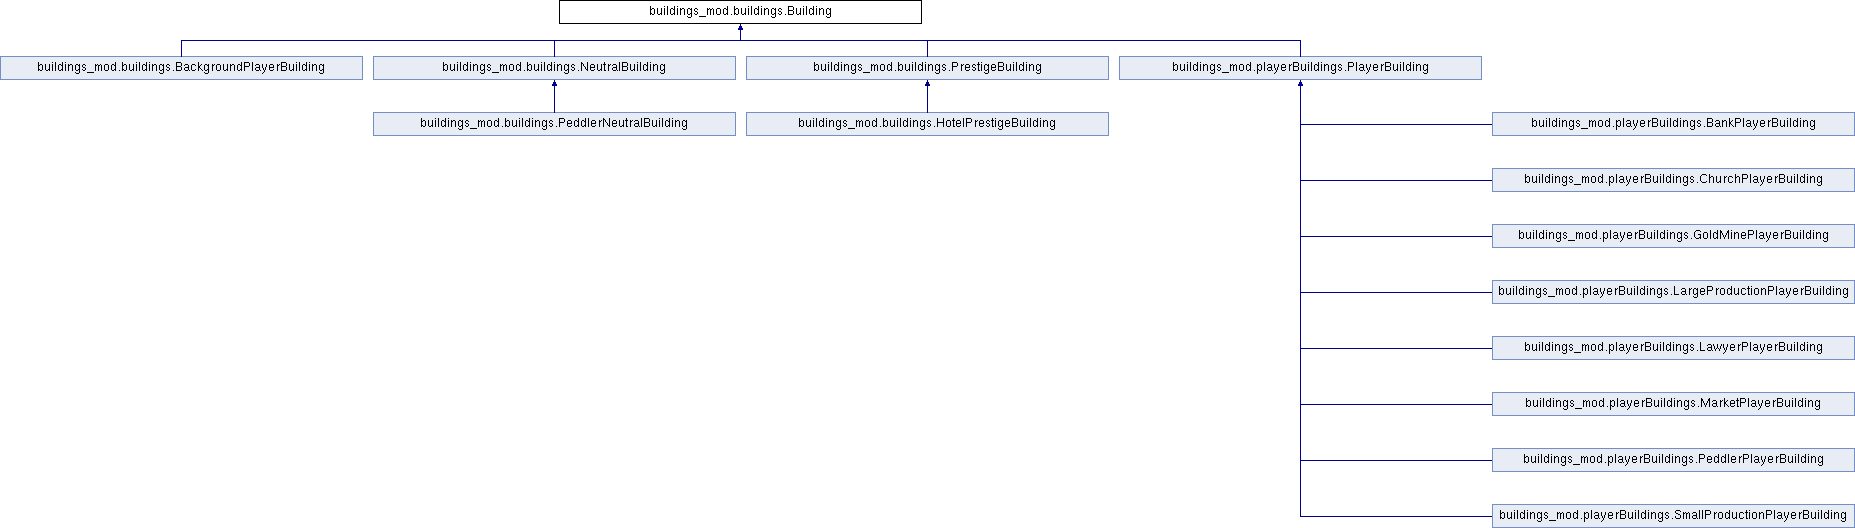 buildings_mod.buildings.Building
buildings_mod.buildings.BackgroundPlayerBuilding
buildings_mod.buildings.NeutralBuilding
buildings_mod.buildings.PrestigeBuilding
buildings_mod.playerBuildings.PlayerBuilding
buildings_mod.buildings.PeddlerNeutralBuilding
buildings_mod.buildings.HotelPrestigeBuilding
buildings_mod.playerBuildings.BankPlayerBuilding
buildings_mod.playerBuildings.ChurchPlayerBuilding
buildings_mod.playerBuildings.GoldMinePlayerBuilding
buildings_mod.playerBuildings.LargeProductionPlayerBuilding
buildings_mod.playerBuildings.LawyerPlayerBuilding
buildings_mod.playerBuildings.MarketPlayerBuilding
buildings_mod.playerBuildings.PeddlerPlayerBuilding
buildings_mod.playerBuildings.SmallProductionPlayerBuilding